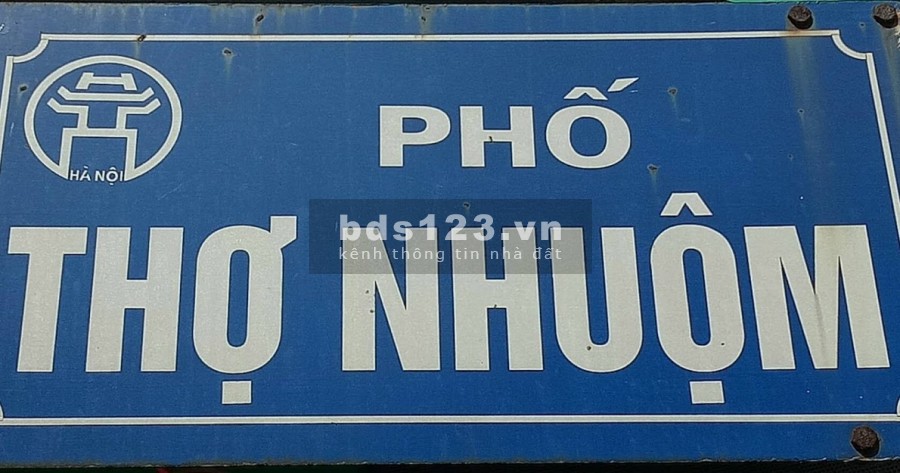 HÀ NỘI
PHỐ
THỢ NHUỘM
bds123.vn
kênh thông tin nhà đất